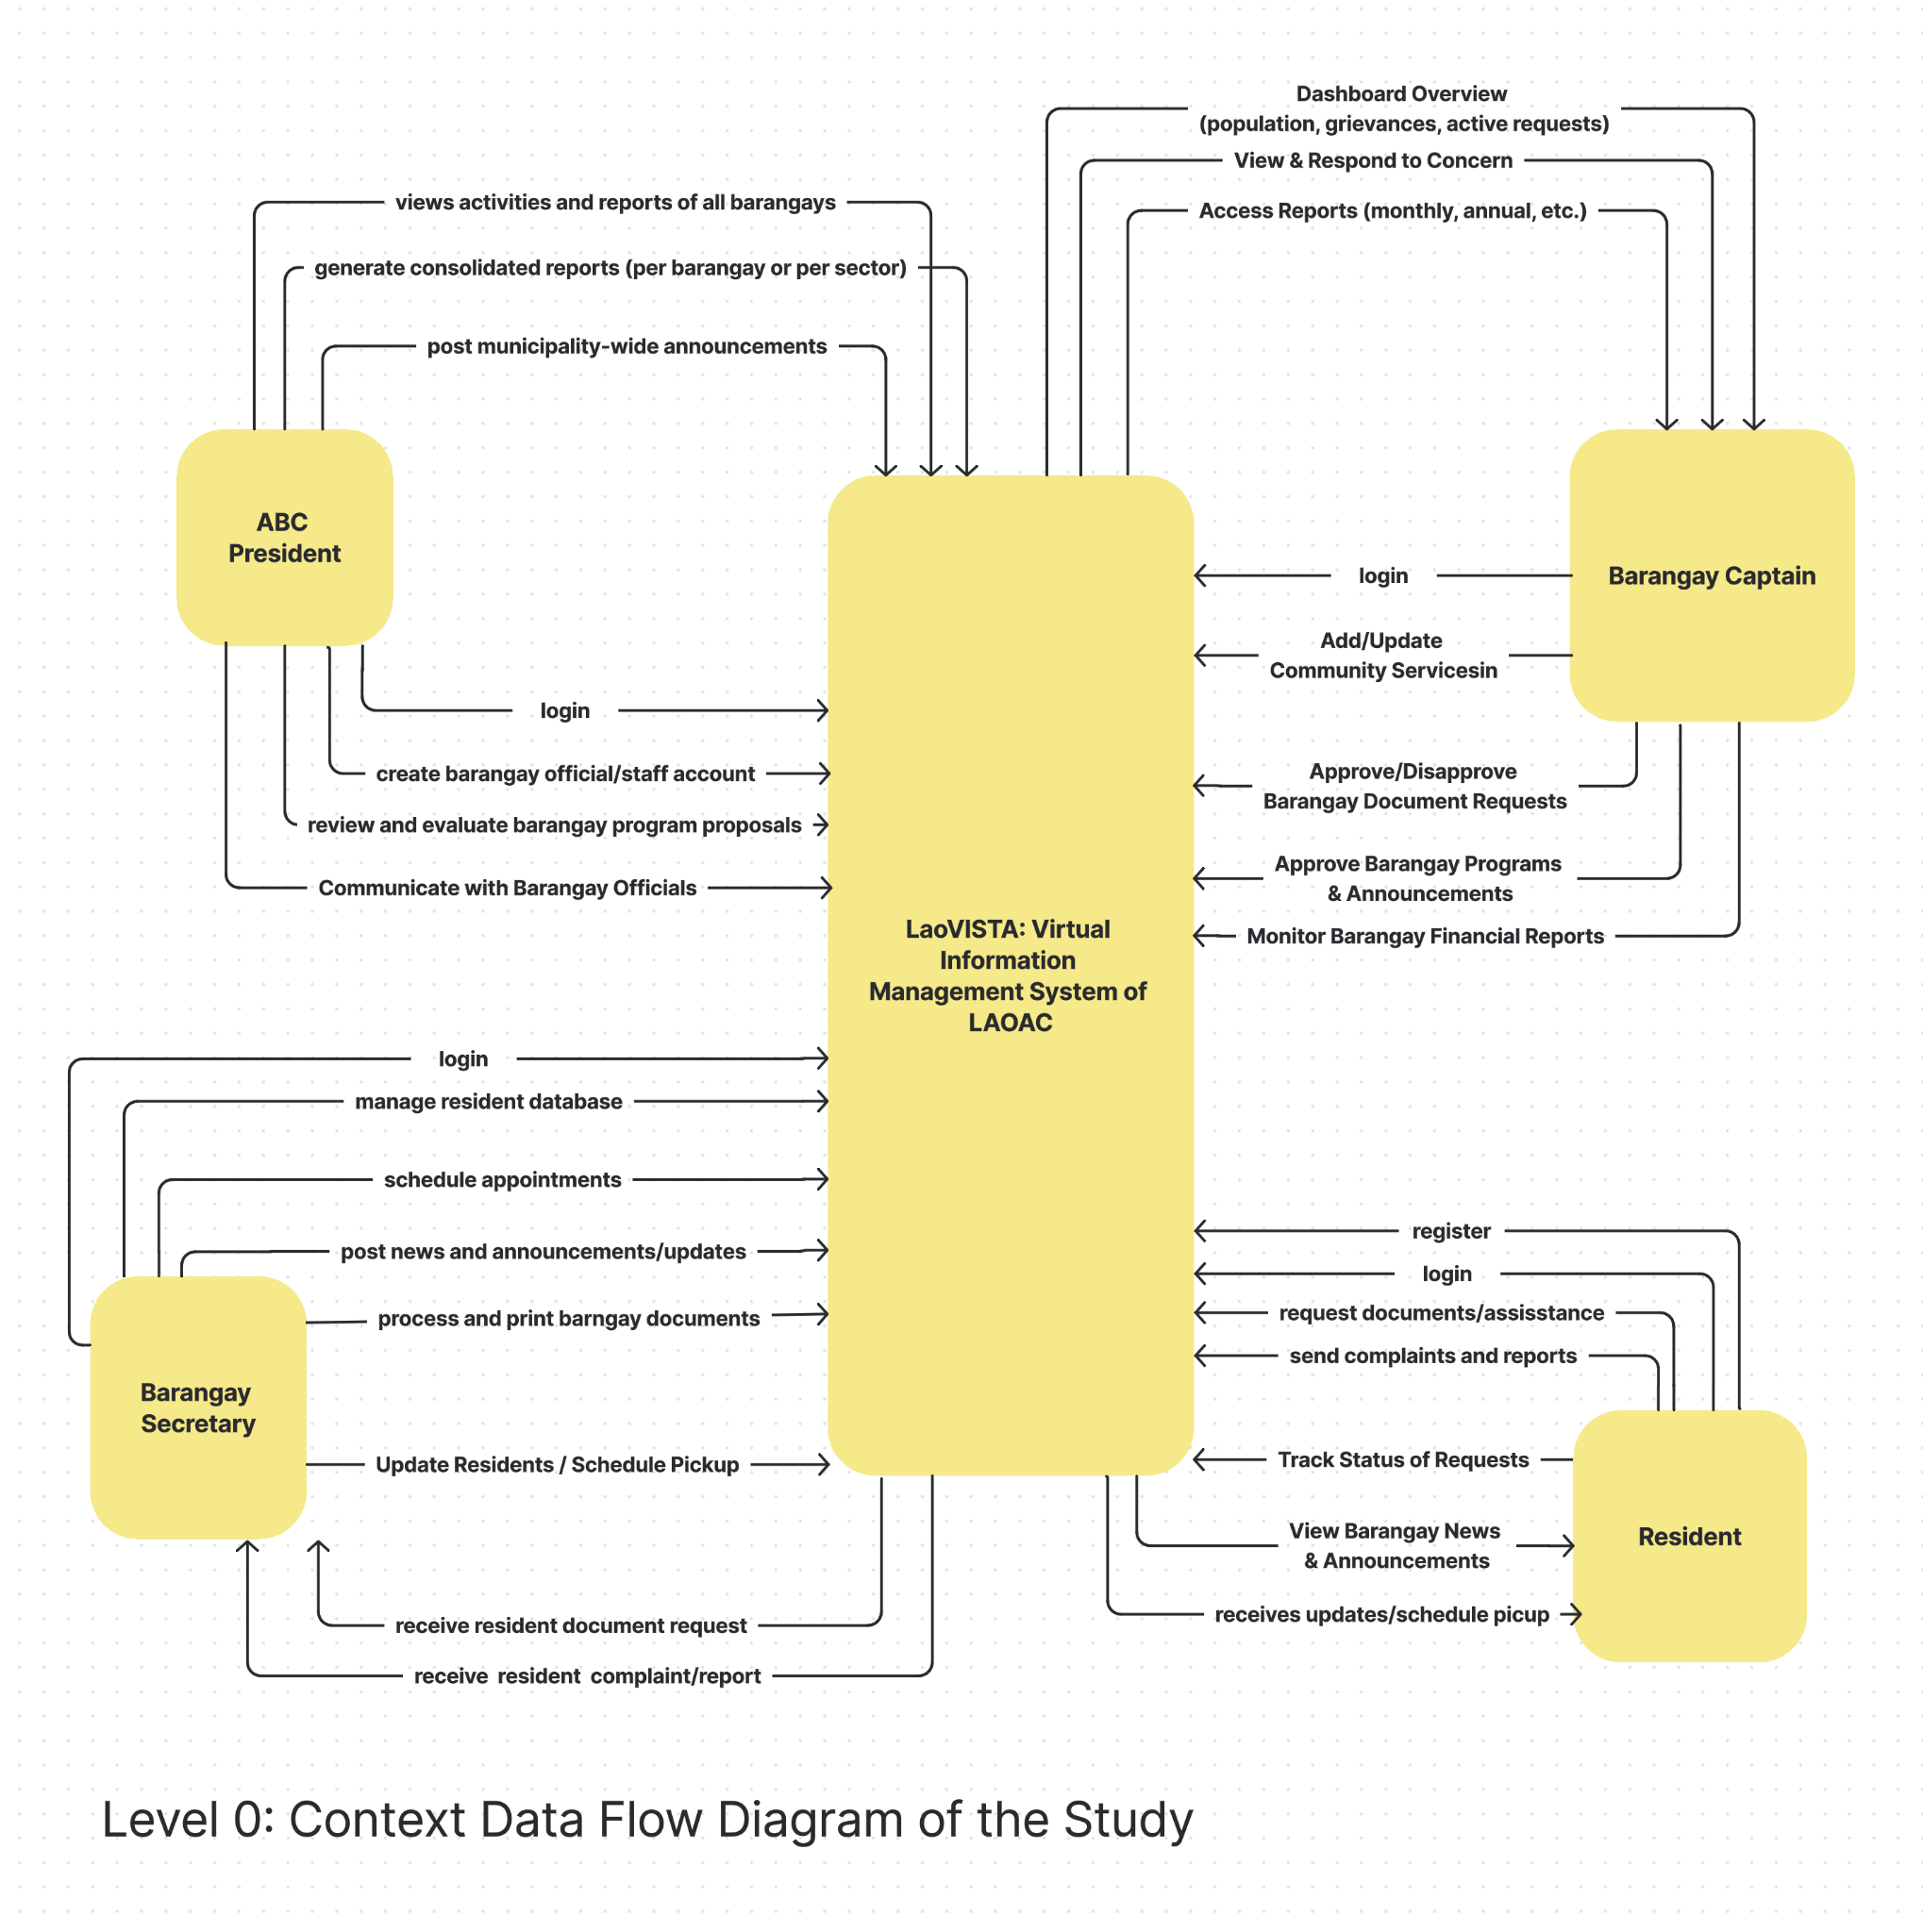 Dashboard Overview
(population, grievances, active requests)
View & Respond to Concern
views activities and reports of all barangays
Access Reports (monthly, annual, etc.)
generate consolidated reports (per barangay or per sector)
post municipality-wide announcements
ABC
President
Barangay Captain
login
Add/Update
Community Servicesin
login
create barangay official/staff account
Approve/Disapprove
Barangay Document Requests
review and evaluate barangay program proposals
Approve Barangay Programs
& Announcements
Communicate with Barangay Officials
Monitor Barangay Financial Reports
LaoVISTA: Virtual
Information
Management System of
LAOAC
login
manage resident database
schedule appointments
post news and announcements/updates
process and print barngay documents
Barangay
Secretary
Update Residents / Schedule Pickup
register
login
request documents/assisstance
send complaints and reports
Track Status of Requests
View Barangay News
& Announcements
Resident
receives updates/schedule picup
receive resident document request
receive resident complaint/report
Level 0: Context Data Flow Diagram of the Study